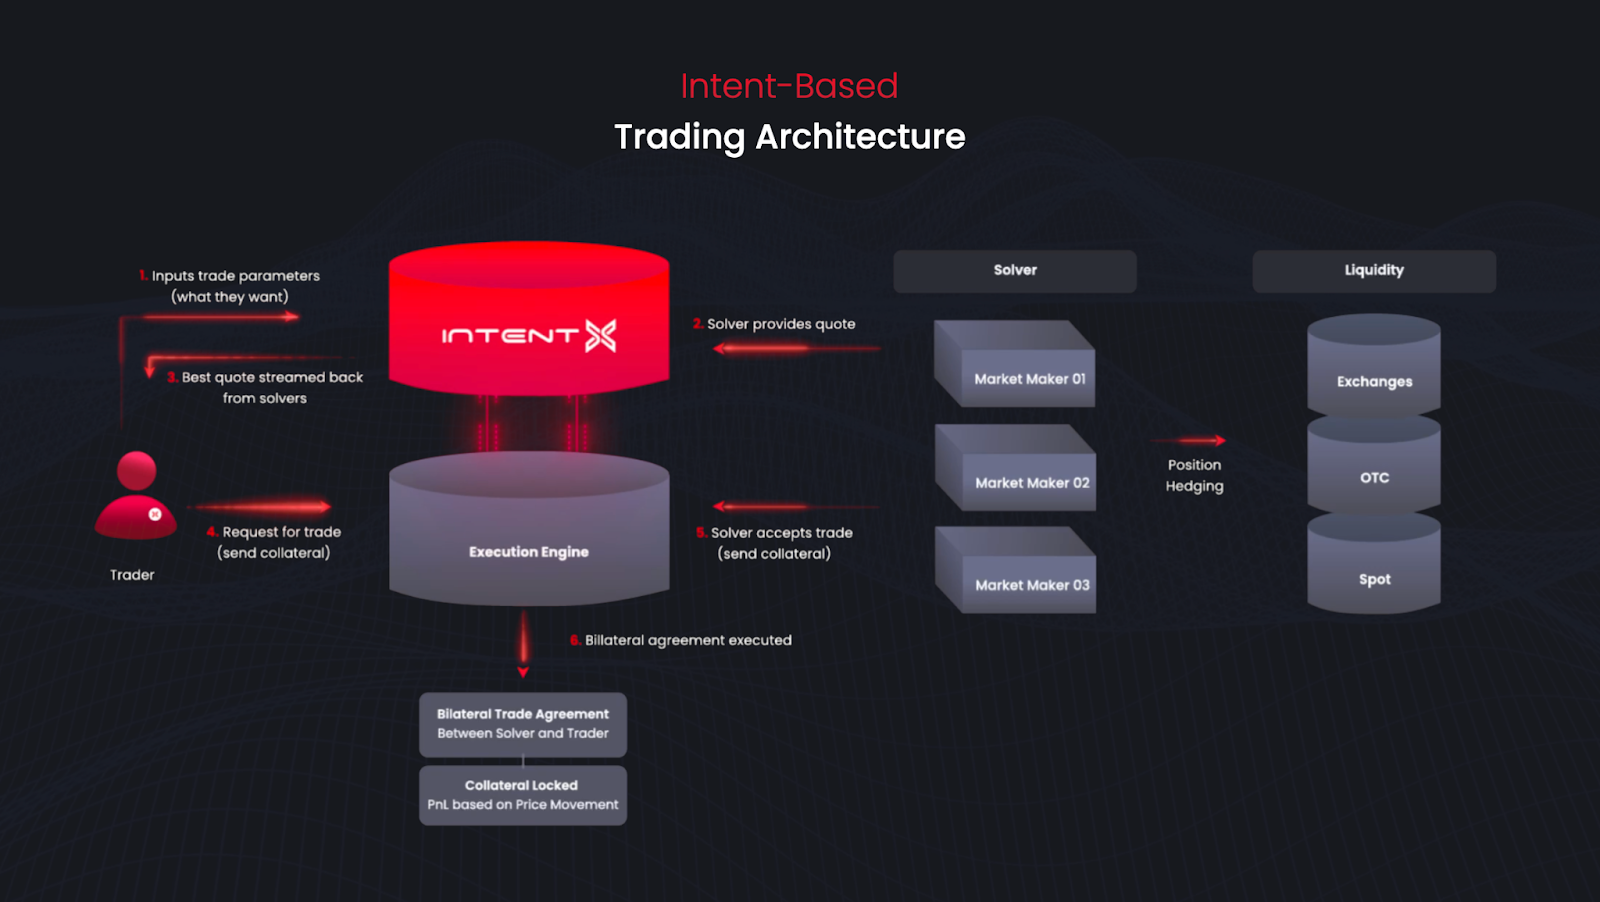 Intent-Based
Trading Architecture
1. Inputs trade parameters
(what they want)
3. Best quote streamed back
from solvers
Trader
4. Request for trade
(send collateral)
INTENTX
Execution Engine
2. Solver provides quote
5. Solver accepts trade
(send collateral)
6. Billateral agreement executed
Bilateral Trade Agreement
Between Solver and Trader
Collateral Locked
PnL based on Price Movement
Solver
Market Maker 01
Market Maker 02
Market Maker 03
Position
Hedging
Liquidity
Exchanges
OTC
Spot